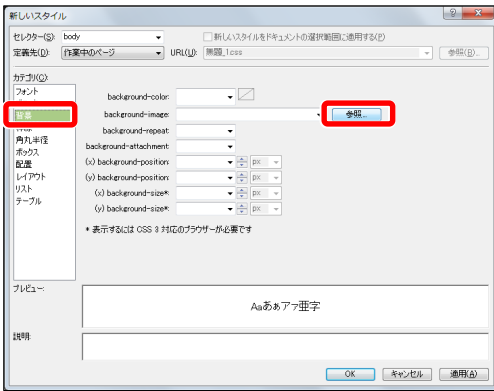 新しいスタイル
セレクター(S): body 新しいスタイルをドキュメントの選択範囲に適用する(P)
定義先(D): 作業中のページ URL(U): 無題_1.css 参照(R)...
カテゴリ(C):
フォント
背景
角丸半径
ボックス
配置
レイアウト
リスト
テーブル
background-color:
background-image: 参照...
background-repeat:
background-attachment:
(x) background-position: px
(y) background-position: px
(x) background-size*: px
(y) background-size*: px
* 表示するには CSS 3 対応のブラウザーが必要です
プレビュー:
Aaあぁアァ亜宇
説明:
OK キャンセル 適用(A)